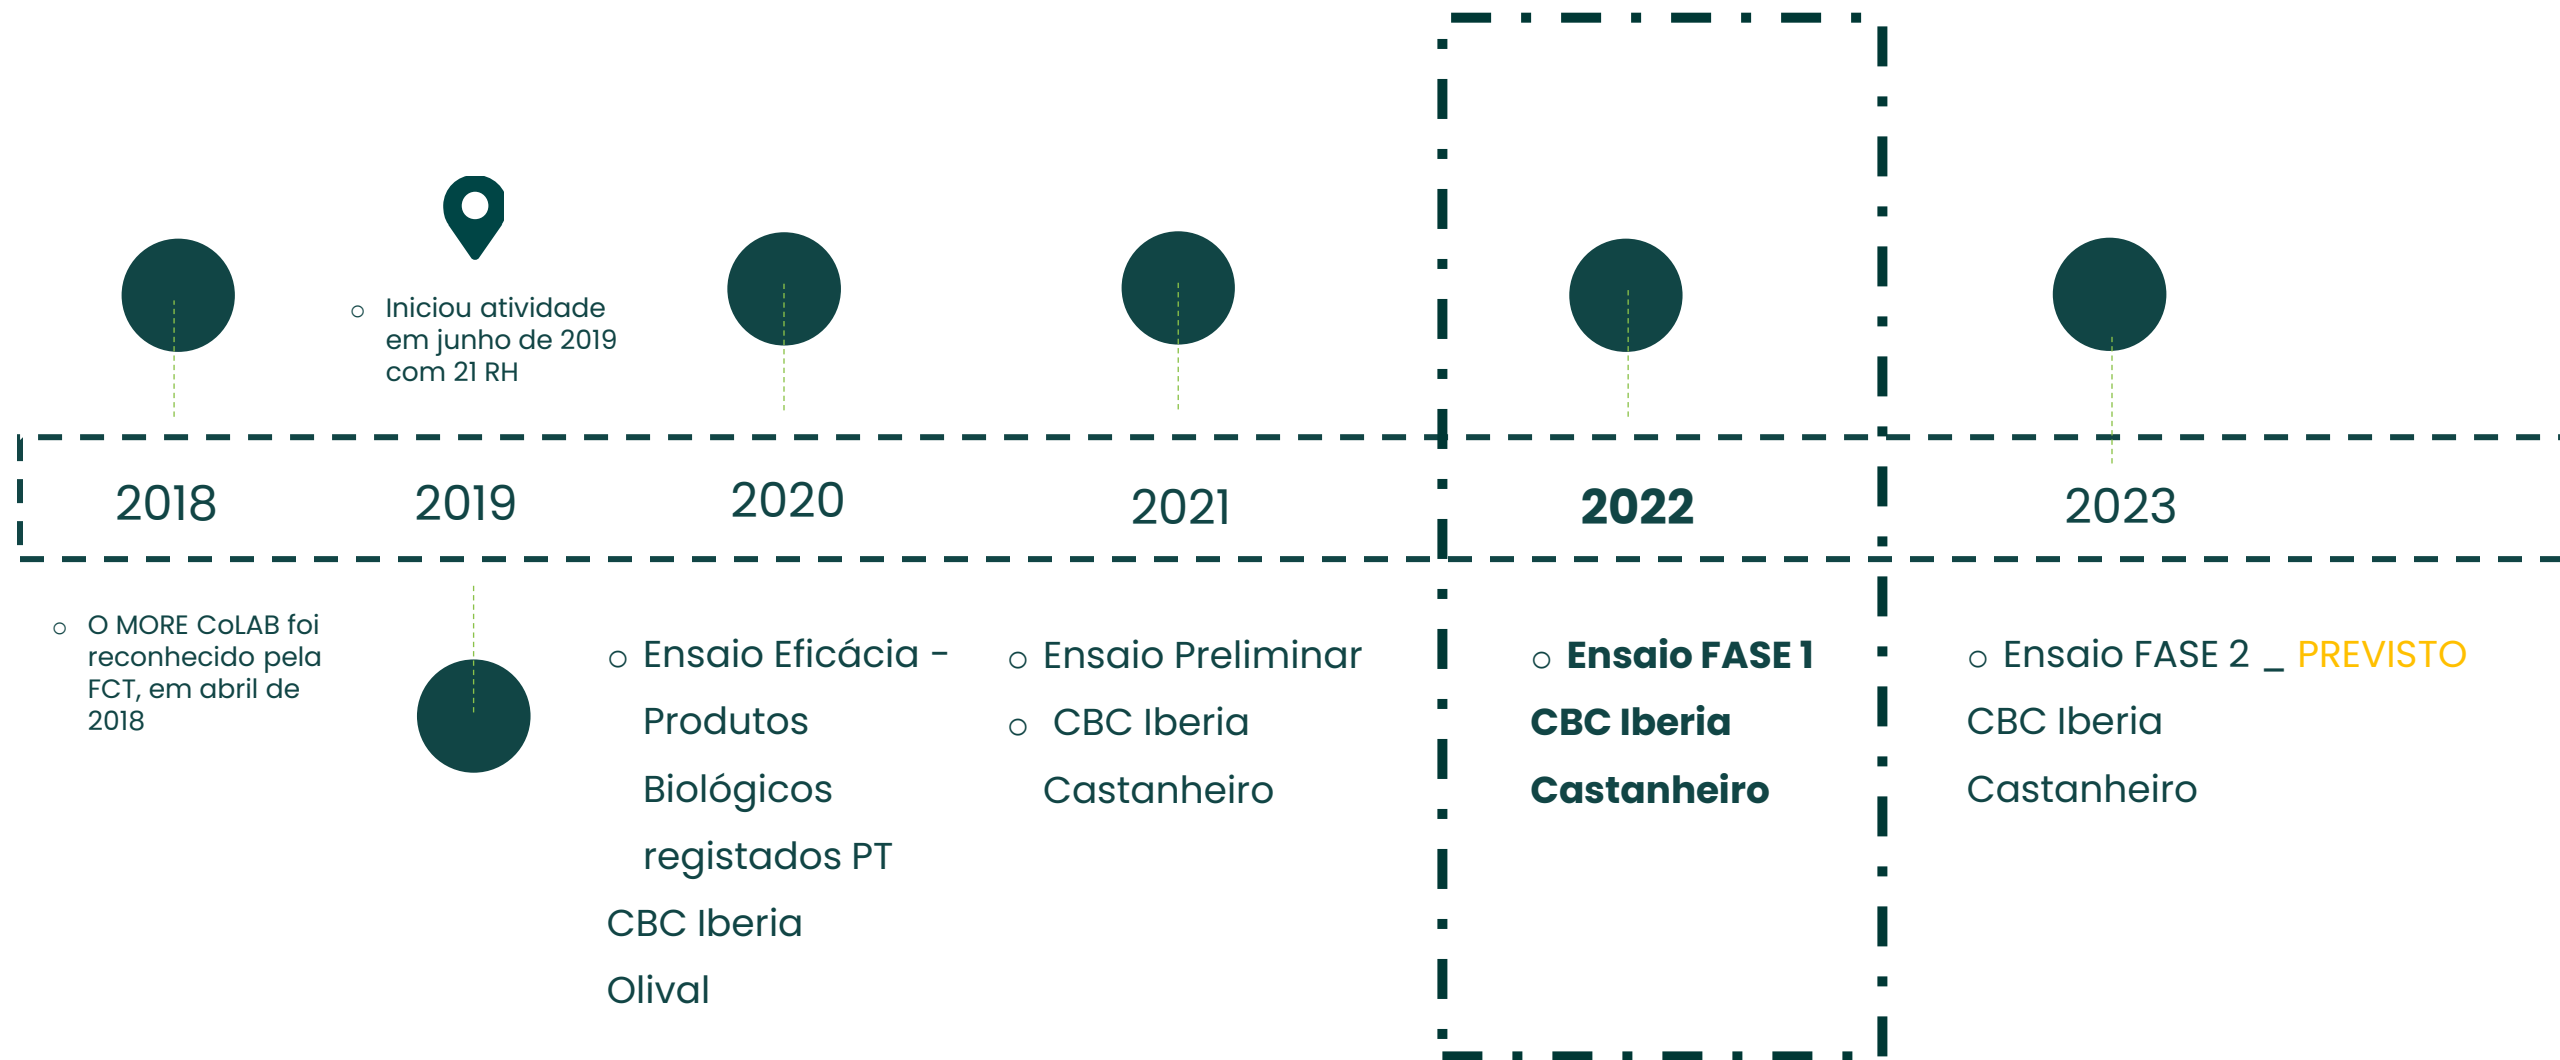 Iniciou atividade
em junho de 2019
com 21 RH
2018
2019
2020
2021
2022
2023
O MORE CoLAB foi
reconhecido pela
FCT, em abril de
2018
Ensaio Eficácia -
Produtos
Biológicos
registados PT
CBC Iberia
Olival
Ensaio Preliminar
CBC Iberia
Castanheiro
Ensaio FASE 1
CBC Iberia
Castanheiro
Ensaio FASE 2 _ PREVISTO
CBC Iberia
Castanheiro